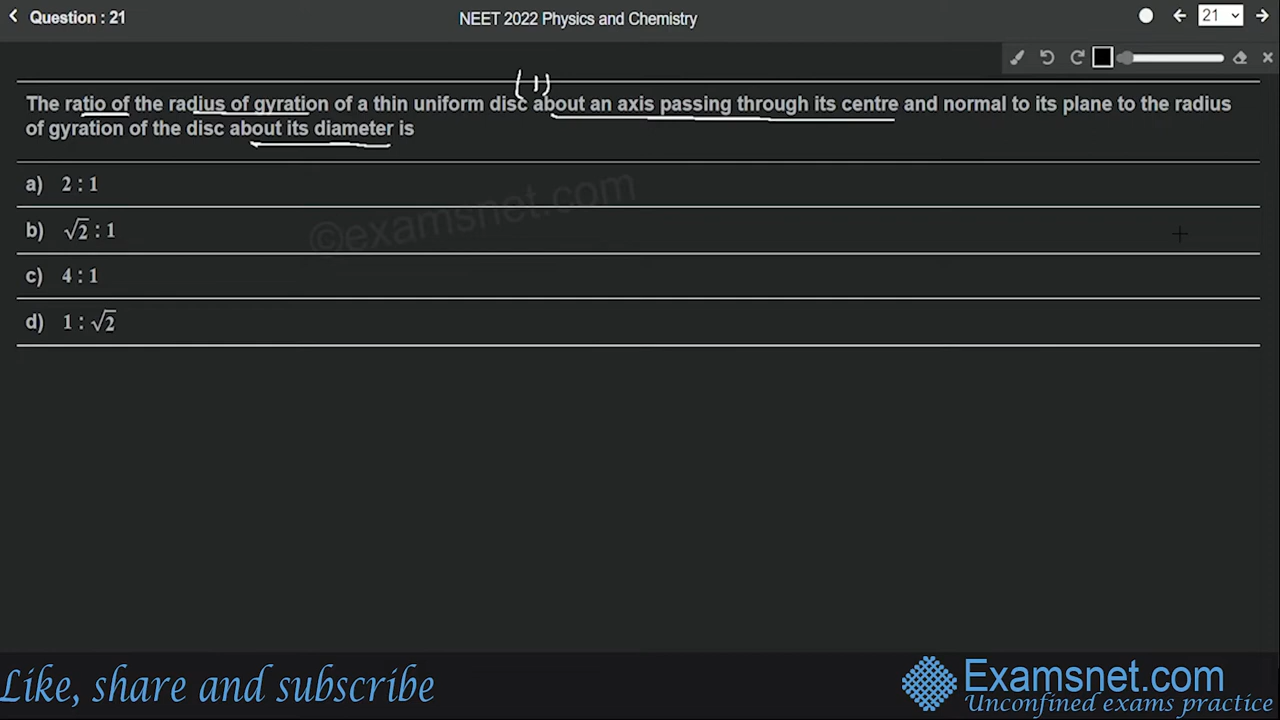 Question : 21
NEET 2022 Physics and Chemistry
21
(1)
The ratio of the radius of gyration of a thin uniform disc about an axis passing through its centre and normal to its plane to the radius
of gyration of the disc about its diameter is
a) 2 : 1
©examsnet.com
b) √2 : 1
c) 4 : 1
d) 1 : √2
Like, share and subscribe
Examsnet.com
Unconfined exams practice